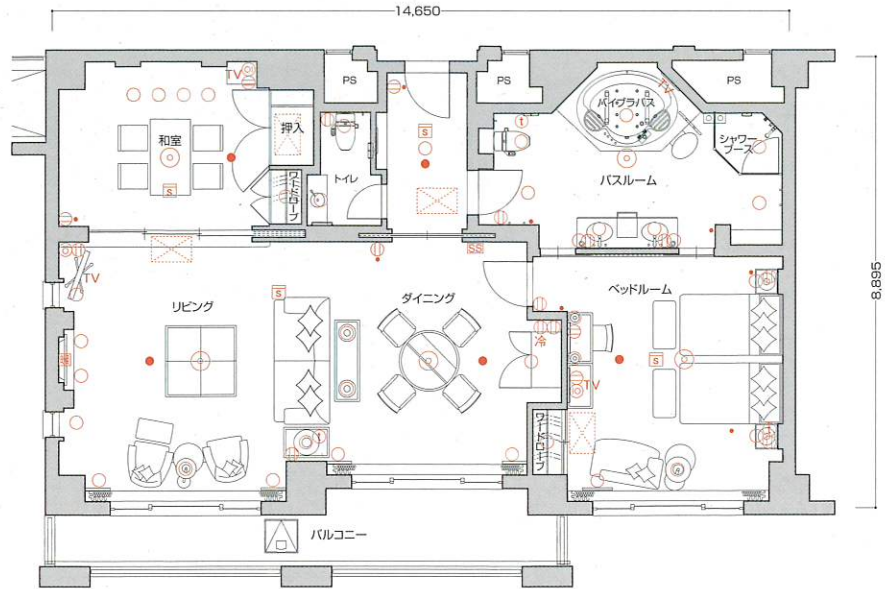 14,650
PS
PS
PS
TV
和室
押入
ワードローブ
トイレ
S
S
バイブラバス
TV
t
シャワー
ブース
バスルーム
8,895
SS
TV
リビング
S
ダイニング
ベッドルーム
冷
S
TV
ワードローブ
t
バルコニー